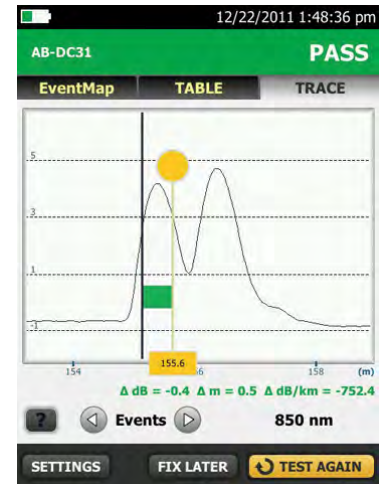 12/22/2011 1:48:36 pm
AB-DC31 PASS
EventMap TABLE TRACE
5
3
1
-1
154 155.6 6 158 (m)
Δ dB = -0.4 Δ m = 0.5 Δ dB/km = -752.4
? Events 850 nm
SETTINGS FIX LATER TEST AGAIN